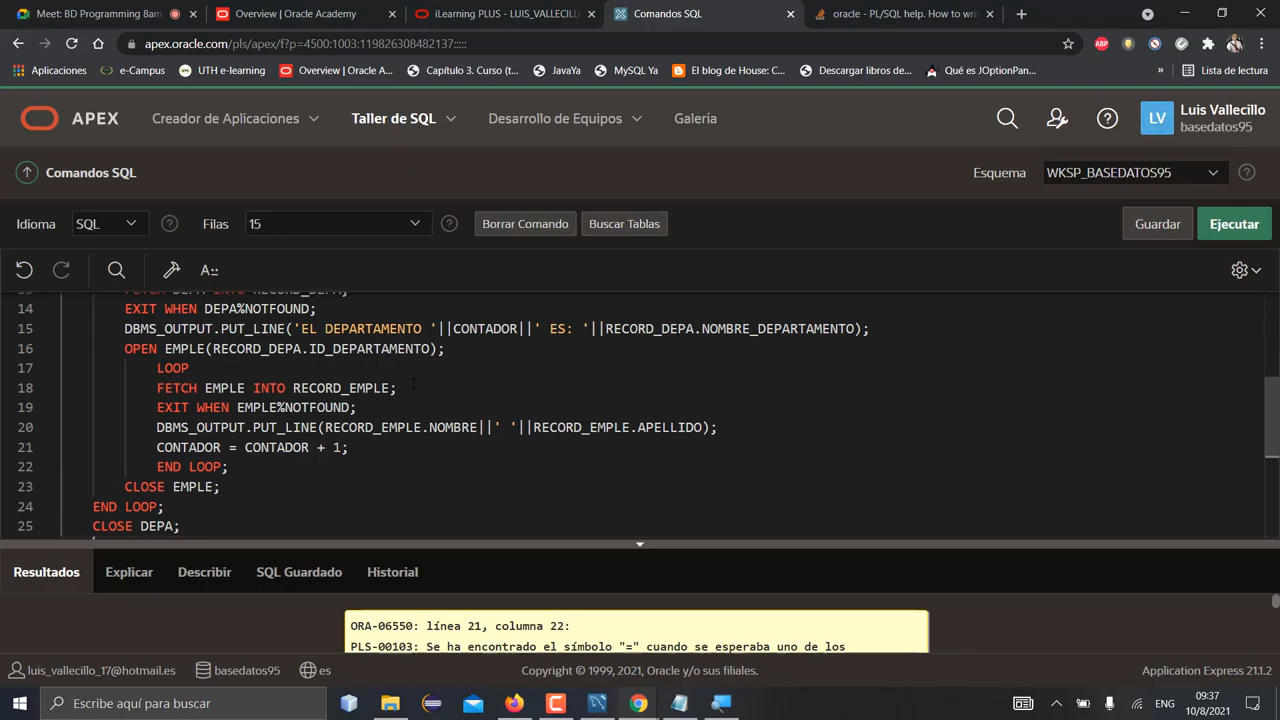 Meet: BD Programming 8am
Overview | Oracle Academy
iLearning PLUS - LUIS_VALLECILL
Comandos SQL
oracle - PL/SQL help. How to wri
apex.oracle.com/pls/apex/f?p=4500:1003:119826308482137:::::
Aplicaciones
e-Campus
UTH e-learning
Overview | Oracle A...
Capítulo 3. Curso (t...
JavaYa
MySQL Ya
El blog de House: C...
Descargar libros de...
Qué es JOptionPan...
»
Lista de lectura
APEX
Creador de Aplicaciones
Taller de SQL
Desarrollo de Equipos
Galería
LV
Luis Vallecillo
basedatos95
Comandos SQL
Esquema
WKSP_BASEDATOS95
Idioma
SQL
Filas
15
Borrar Comando
Buscar Tablas
Guardar
Ejecutar
14 EXIT WHEN DEPA%NOTFOUND;
15 DBMS_OUTPUT.PUT_LINE('EL DEPARTAMENTO '||CONTADOR||' ES: '||RECORD_DEPA.NOMBRE_DEPARTAMENTO);
16 OPEN EMPLE(RECORD_DEPA.ID_DEPARTAMENTO);
17 LOOP
18 FETCH EMPLE INTO RECORD_EMPLE;
19 EXIT WHEN EMPLE%NOTFOUND;
20 DBMS_OUTPUT.PUT_LINE(RECORD_EMPLE.NOMBRE||' '||RECORD_EMPLE.APELLIDO);
21 CONTADOR = CONTADOR + 1;
22 END LOOP;
23 CLOSE EMPLE;
24 END LOOP;
25 CLOSE DEPA;
Resultados
Explicar
Describir
SQL Guardado
Historial
ORA-06550: línea 21, columna 22:
PLS-00103: Se ha encontrado el símbolo "=" cuando se esperaba uno de los
luis_vallecillo_17@hotmail.es
basedatos95
es
Copyright © 1999, 2021, Oracle y/o sus filiales.
Application Express 21.1.2
Escribe aquí para buscar
ENG
09:37
10/8/2021